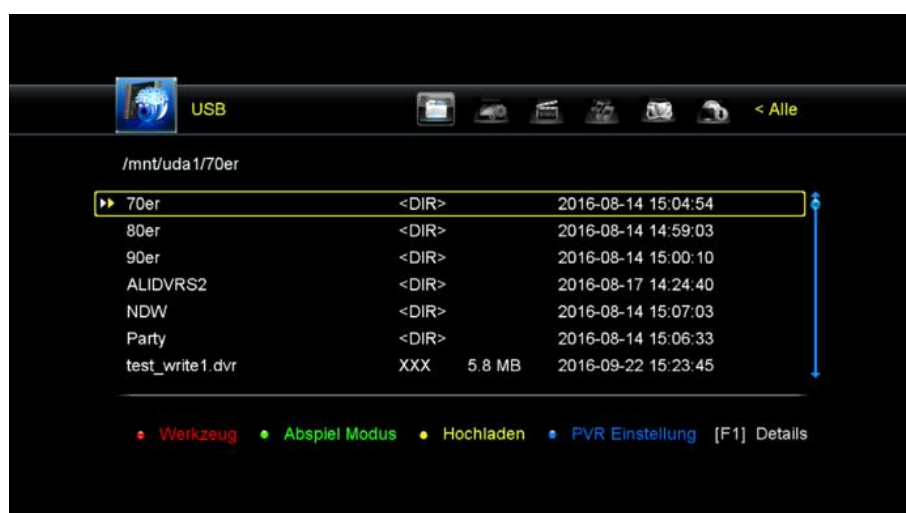 USB < Alle
/mnt/uda1/70er
70er <DIR> 2016-08-14 15:04:54
80er <DIR> 2016-08-14 14:59:03
90er <DIR> 2016-08-14 15:00:10
ALIDVRS2 <DIR> 2016-08-17 14:24:40
NDW <DIR> 2016-08-14 15:07:03
Party <DIR> 2016-08-14 15:06:33
test_write1.dvr XXX 5.8 MB 2016-09-22 15:23:45
Werkzeug Abspiel Modus Hochladen PVR Einstellung [F1] Details